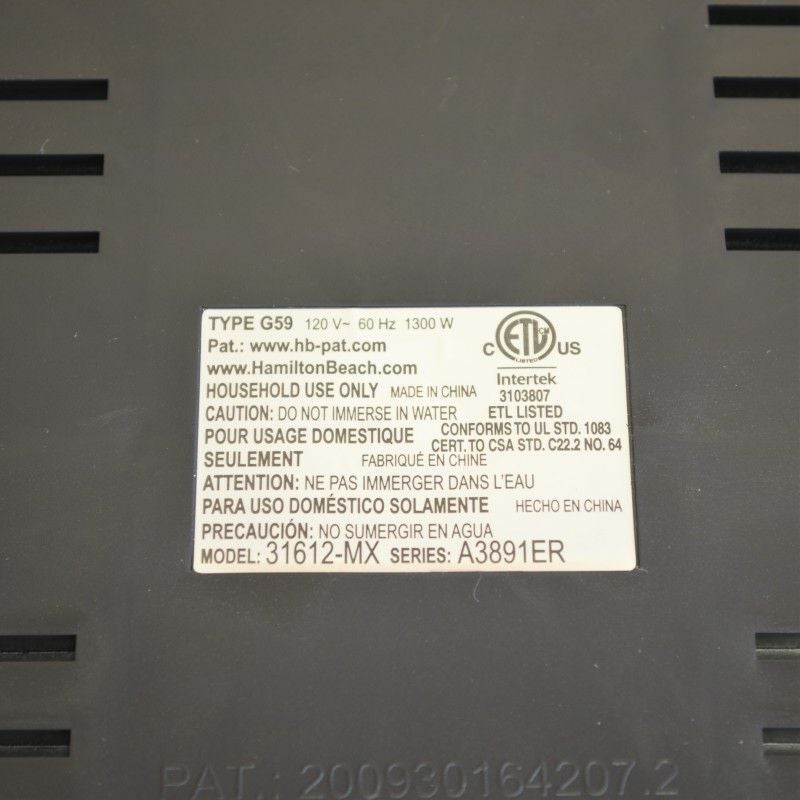 TYPE G59 120 V~ 60 Hz 1300 W
Pat.: www.hb-pat.com
www.HamiltonBeach.com
HOUSEHOLD USE ONLY MADE IN CHINA
CAUTION: DO NOT IMMERSE IN WATER
POUR USAGE DOMESTIQUE
SEULEMENT FABRIQUÉ EN CHINE
ATTENTION: NE PAS IMMERGER DANS L'EAU
PARA USO DOMÉSTICO SOLAMENTE HECHO EN CHINA
PRECAUCIÓN: NO SUMERGIR EN AGUA
MODEL: 31612-MX SERIES: A3891ER
C ETL CM US
LISTED
Intertek
3103807
ETL LISTED
CONFORMS TO UL STD. 1083
CERT. TO CSA STD. C22.2 NO. 64
PAT.: 200930164207.2